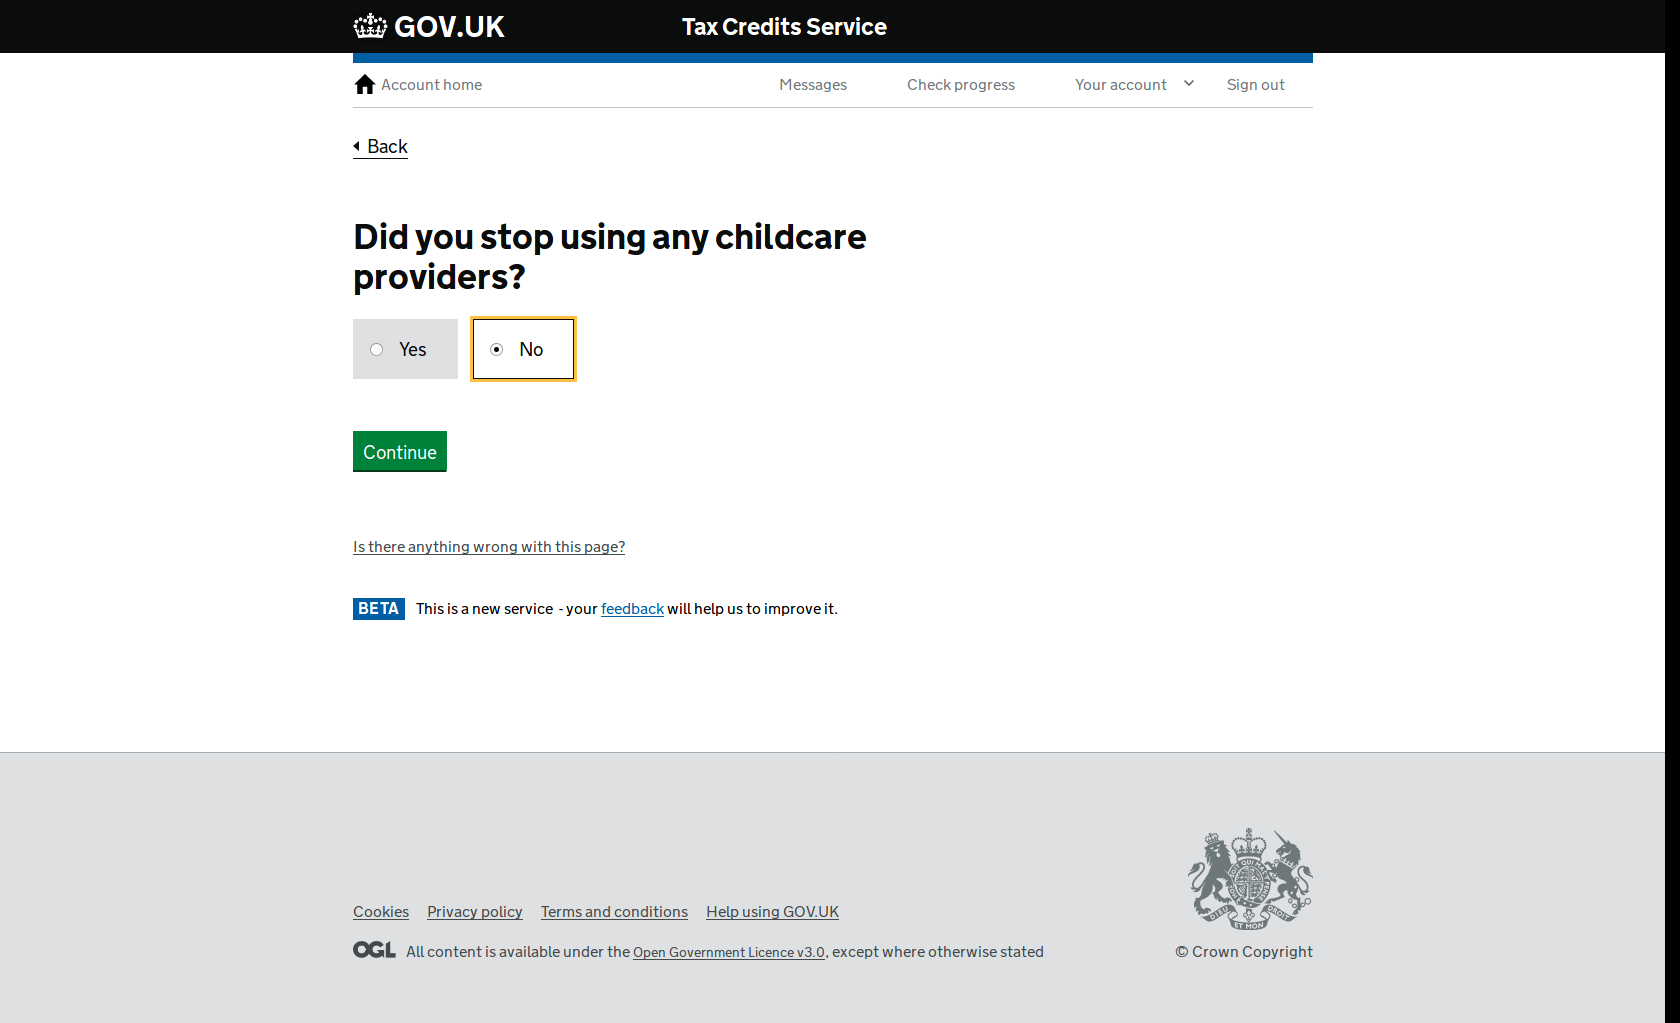 GOV.UK
Tax Credits Service
Account home
Messages
Check progress
Your account
Sign out
Back
Did you stop using any childcare
providers?
Yes
No
Continue
Is there anything wrong with this page?
BETA This is a new service - your feedback will help us to improve it.
Cookies
Privacy policy
Terms and conditions
Help using GOV.UK
OGL All content is available under the Open Government Licence v3.0, except where otherwise stated
© Crown Copyright